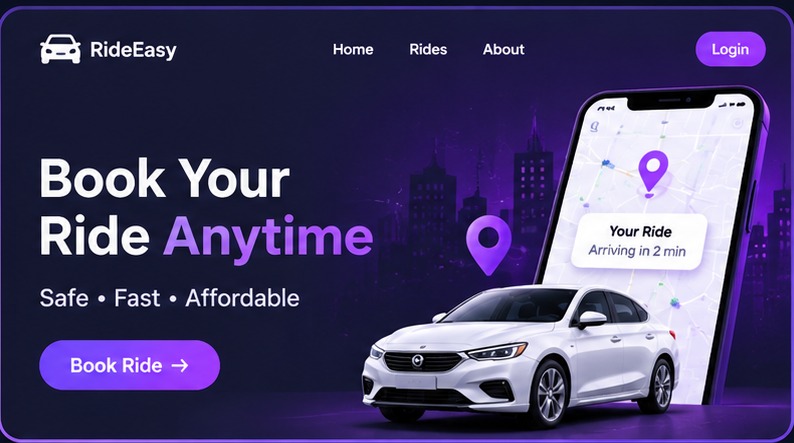 RideEasy
Home
Rides
About
Login
Book Your
Ride Anytime
Safe • Fast • Affordable
Book Ride →
Your Ride
Arriving in 2 min